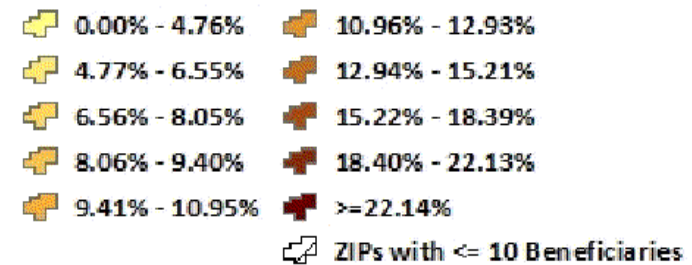 0.00% - 4.76%
4.77% - 6.55%
6.56% - 8.05%
8.06% - 9.40%
9.41% - 10.95%
10.96% - 12.93%
12.94% - 15.21%
15.22% - 18.39%
18.40% - 22.13%
>=22.14%
ZIPs with <= 10 Beneficiaries